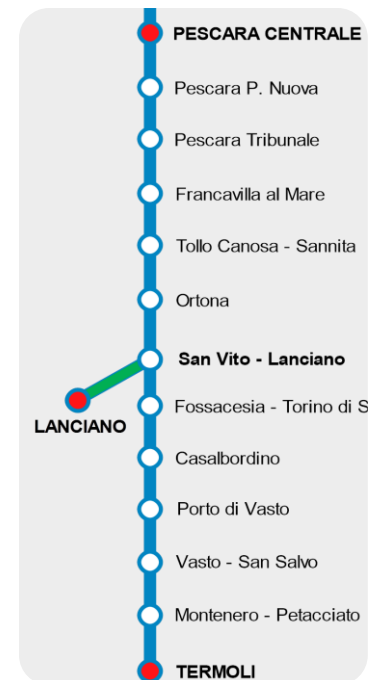 PESCARA CENTRALE
Pescara P. Nuova
Pescara Tribunale
Francavilla al Mare
Tollo Canosa - Sannita
Ortona
San Vito - Lanciano
LANCIANO
Fossacesia - Torino di S
Casalbordino
Porto di Vasto
Vasto - San Salvo
Montenero - Petacciato
TERMOLI